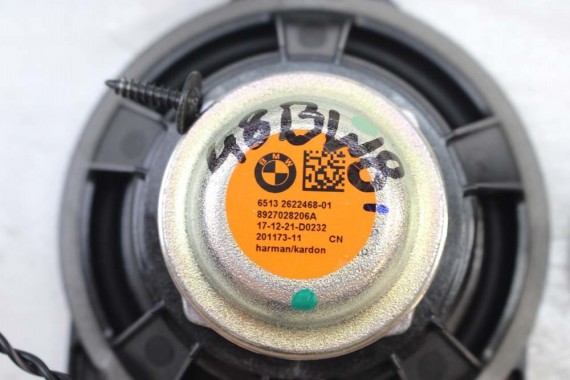 48BW8
BMW
6513 2622468-01
8927028206A
17-12-21-D0232
201173-11 CN
harman/kardon